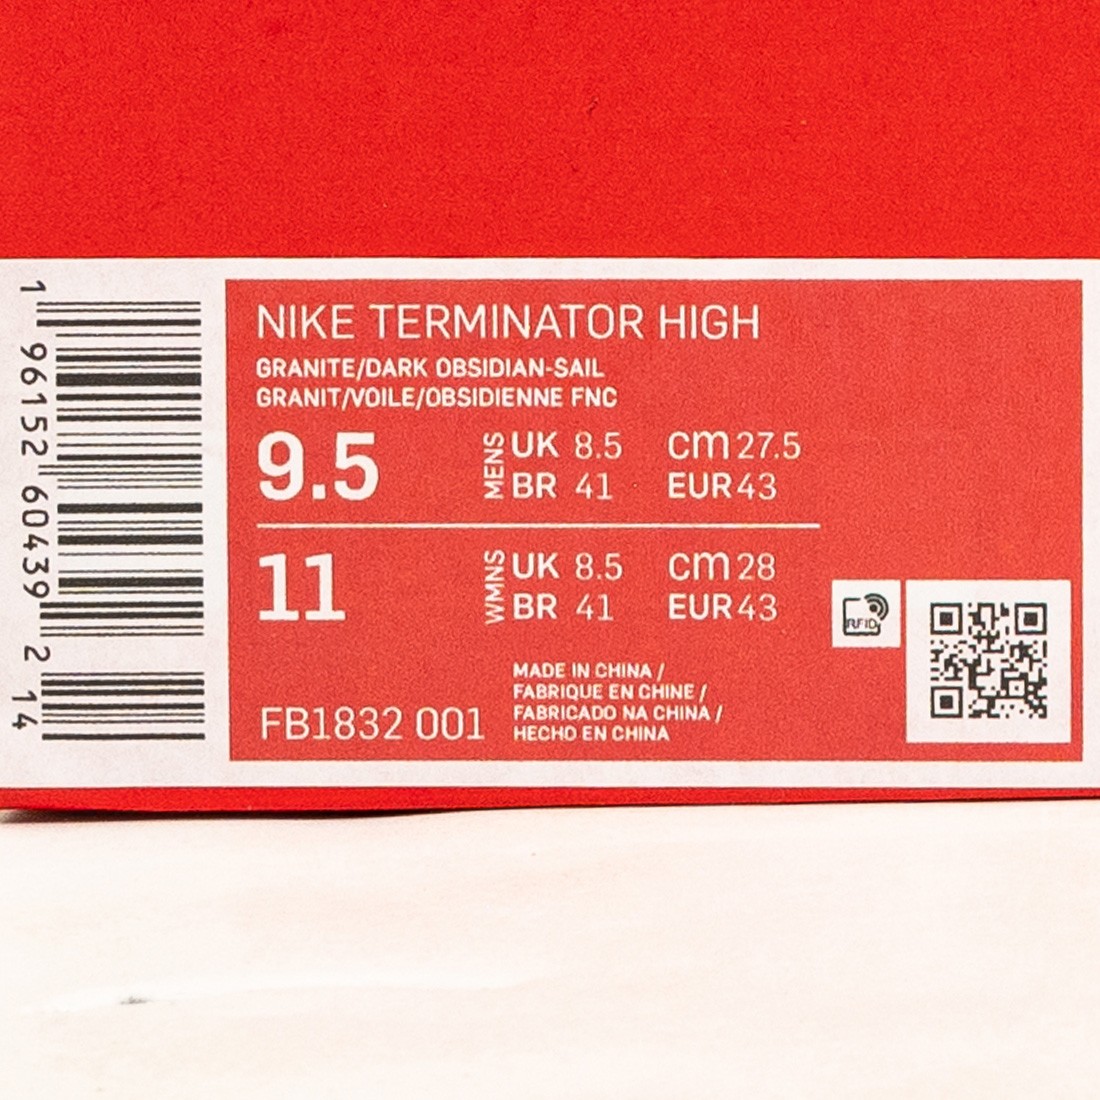 NIKE TERMINATOR HIGH
GRANITE/DARK OBSIDIAN-SAIL
GRANIT/VOILE/OBSIDIENNE FNC
9.5 MENS UK 8.5 CM 27.5
BR 41 EUR 43
11 WMNS UK 8.5 CM 28
BR 41 EUR 43
MADE IN CHINA /
FABRIQUE EN CHINE /
FABRICADO NA CHINA /
HECHO EN CHINA
FB1832 001
RFID
1 96152 60439 2 14